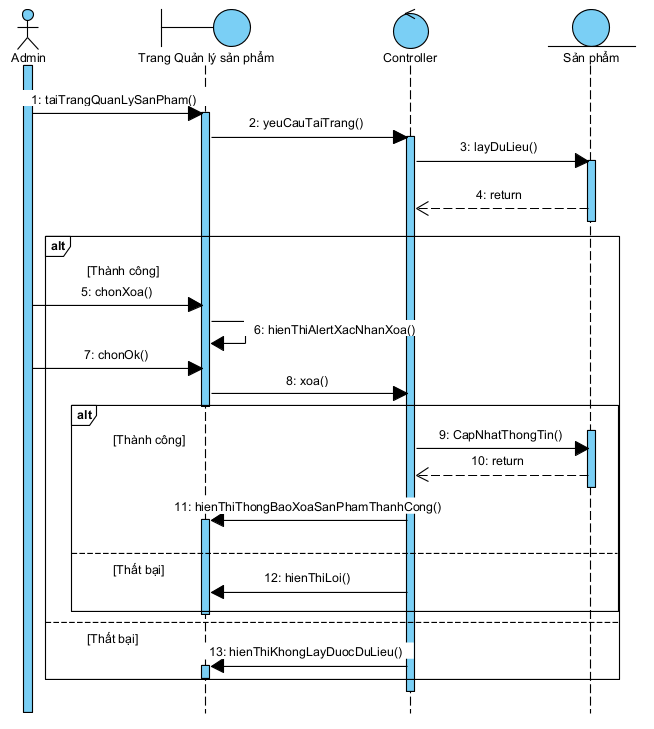 Admin
Trang Quản lý sản phẩm
Controller
Sản phẩm
1: taiTrangQuanLySanPham()
2: yeuCauTaiTrang()
3: layDuLieu()
4: return
alt
[Thành công]
5: chonXoa()
6: hienThiAlertXacNhanXoa()
7: chonOk()
8: xoa()
alt
[Thành công]
9: CapNhatThongTin()
10: return
11: hienThiThongBaoXoaSanPhamThanhCong()
[Thất bại]
12: hienThiLoi()
[Thất bại]
13: hienThiKhongLayDuocDuLieu()